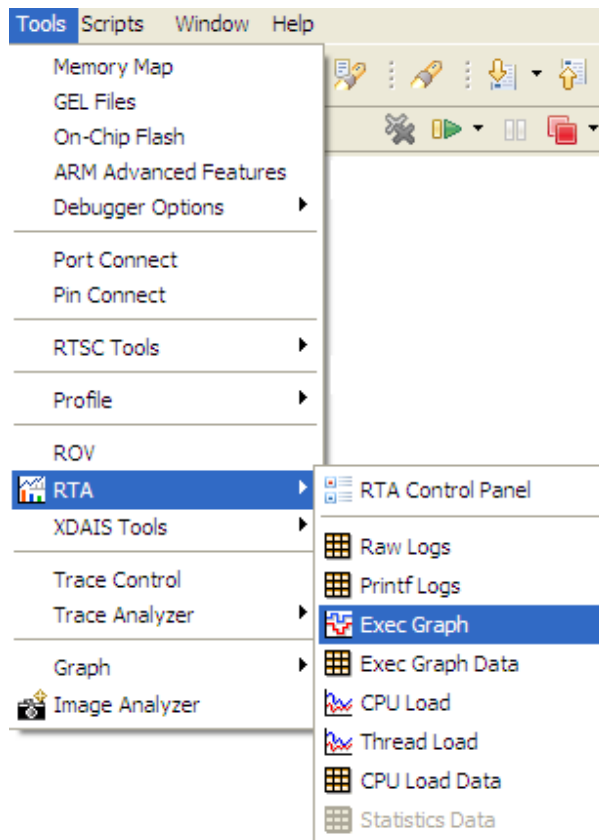 Tools Scripts Window Help
Memory Map
GEL Files
On-Chip Flash
ARM Advanced Features
Debugger Options
Port Connect
Pin Connect
RTSC Tools
Profile
ROV
RTA
XDAIS Tools
Trace Control
Trace Analyzer
Graph
Image Analyzer
RTA Control Panel
Raw Logs
Printf Logs
Exec Graph
Exec Graph Data
CPU Load
Thread Load
CPU Load Data
Statistics Data